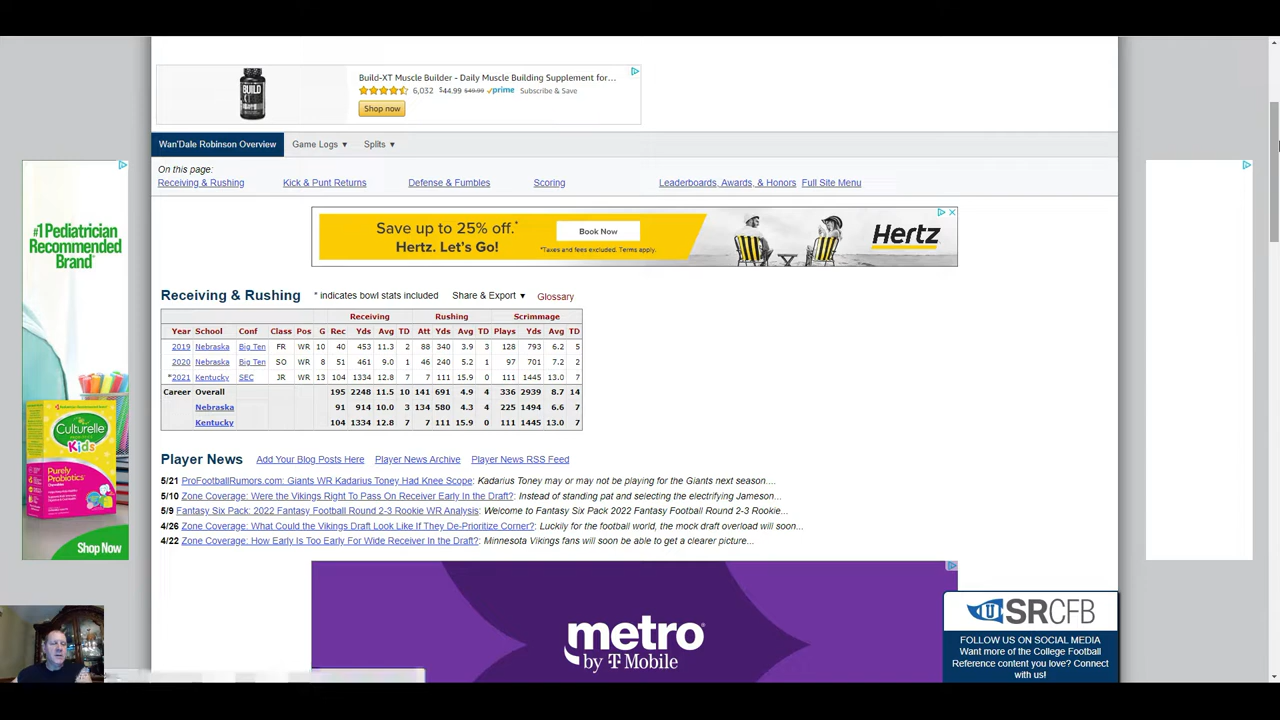 Build-XT Muscle Builder - Daily Muscle Building Supplement for...
6,032 $44.99 $49.99 prime Subscribe & Save
Shop now
BUILD
Wan'Dale Robinson Overview Game Logs ▼ Splits ▼
On this page:
Receiving & Rushing Kick & Punt Returns Defense & Fumbles Scoring Leaderboards, Awards, & Honors Full Site Menu
#1 Pediatrician
Recommended
Brand*
Culturelle
Kids
Purely
Probiotics
Shop Now
Save up to 25% off.*
Hertz. Let's Go!
Book Now
*Taxes and fees excluded. Terms apply.
Hertz
Receiving & Rushing * indicates bowl stats included Share & Export ▼ Glossary
Receiving Rushing Scrimmage
Year School Conf Class Pos G Rec Yds Avg TD Att Yds Avg TD Plays Yds Avg TD
2019 Nebraska Big Ten FR WR 10 40 453 11.3 2 88 340 3.9 3 128 793 6.2 5
2020 Nebraska Big Ten SO WR 8 51 461 9.0 1 46 240 5.2 1 97 701 7.2 2
*2021 Kentucky SEC JR WR 13 104 1334 12.8 7 7 111 15.9 0 111 1445 13.0 7
Career Overall 195 2248 11.5 10 141 691 4.9 4 336 2939 8.7 14
Nebraska 91 914 10.0 3 134 580 4.3 4 225 1494 6.6 7
Kentucky 104 1334 12.8 7 7 111 15.9 0 111 1445 13.0 7
Player News Add Your Blog Posts Here Player News Archive Player News RSS Feed
5/21 ProFootballRumors.com: Giants WR Kadarius Toney Had Knee Scope: Kadarius Toney may or may not be playing for the Giants next season....
5/10 Zone Coverage: Were the Vikings Right To Pass On Receiver Early In the Draft?: Instead of standing pat and selecting the electrifying Jameson...
5/9 Fantasy Six Pack: 2022 Fantasy Football Round 2-3 Rookie WR Analysis: Welcome to Fantasy Six Pack 2022 Fantasy Football Round 2-3 Rookie...
4/26 Zone Coverage: What Could the Vikings Draft Look Like If They De-Prioritize Corner?: Luckily for the football world, the mock draft overload will soon...
4/22 Zone Coverage: How Early Is Too Early For Wide Receiver In the Draft?: Minnesota Vikings fans will soon be able to get a clearer picture...
metro
by T Mobile
SRCFB
FOLLOW US ON SOCIAL MEDIA
Want more of the College Football
Reference content you love? Connect
with us!